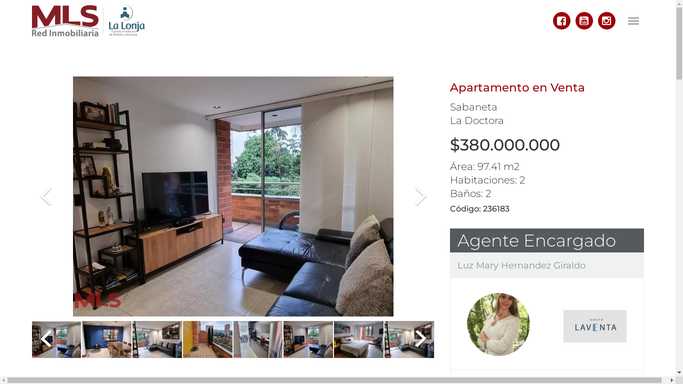 MLS
Red Inmobiliaria
La Lonja
Apartamento en Venta
Sabaneta
La Doctora
$380.000.000
Área: 97.41 m2
Habitaciones: 2
Baños: 2
Código: 236183
Agente Encargado
Luz Mary Hernandez Giraldo
MLS
LAVENTA